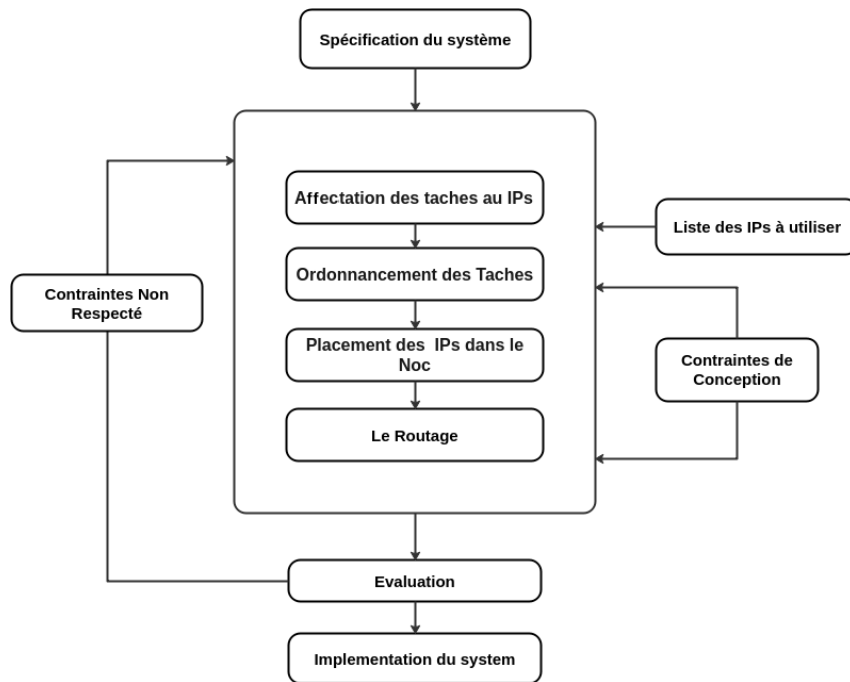 Spécification du système
Affectation des taches au IPs
Ordonnancement des Taches
Placement des IPs dans le
Noc
Le Routage
Liste des IPs à utiliser
Contraintes Non
Respecté
Contraintes de
Conception
Evaluation
Implementation du system